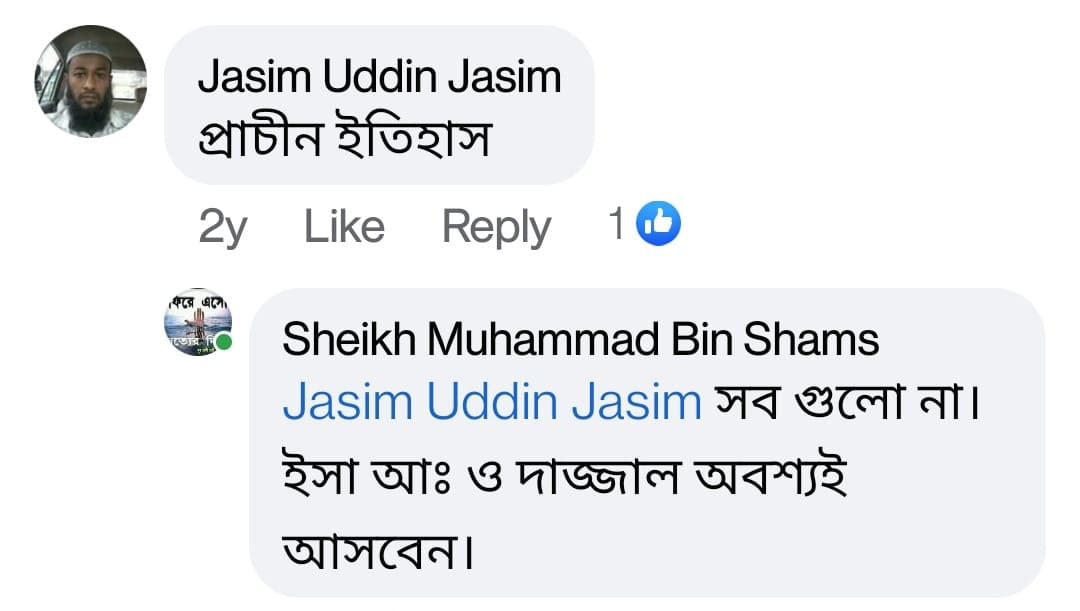 Jasim Uddin Jasim
প্রাচীন ইতিহাস
2y Like Reply 1
ফিরে এসো
Sheikh Muhammad Bin Shams
Jasim Uddin Jasim সব গুলো না।
ইসা আঃ ও দাজ্জাল অবশ্যই
আসবেন।